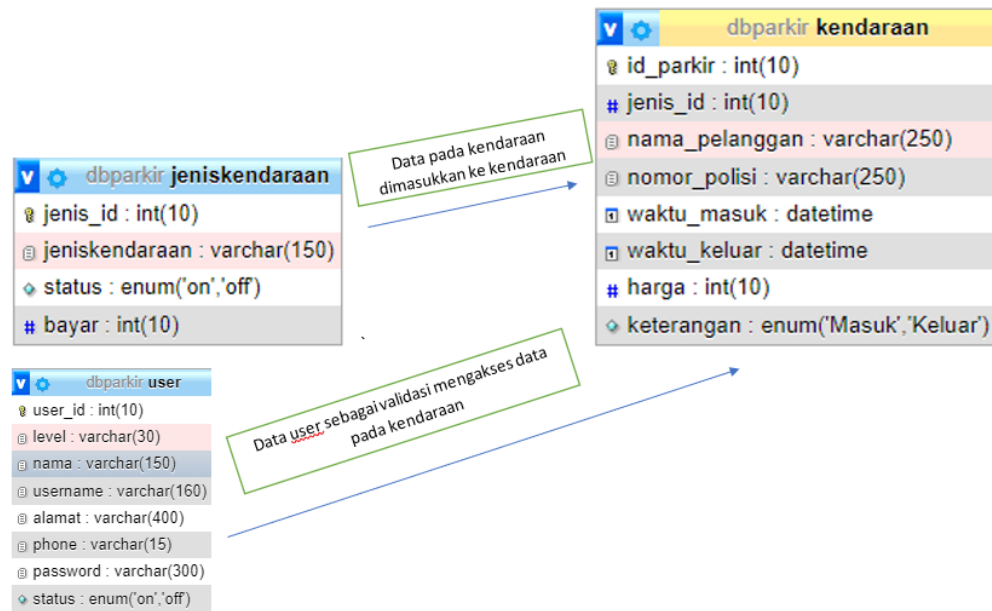 dbparkir kendaraan
id_parkir : int(10)
jenis_id : int(10)
nama_pelanggan : varchar(250)
nomor_polisi : varchar(250)
waktu_masuk : datetime
waktu_keluar : datetime
harga : int(10)
keterangan : enum('Masuk','Keluar')
Data pada kendaraan
dimasukkan ke kendaraan
dbparkir jeniskendaraan
jenis_id : int(10)
jeniskendaraan : varchar(150)
status : enum('on','off')
bayar : int(10)
Data user sebagai validasi mengakses data
pada kendaraan
dbparkir user
user_id : int(10)
level : varchar(30)
nama : varchar(150)
username : varchar(160)
alamat : varchar(400)
phone : varchar(15)
password : varchar(300)
status : enum('on','off')